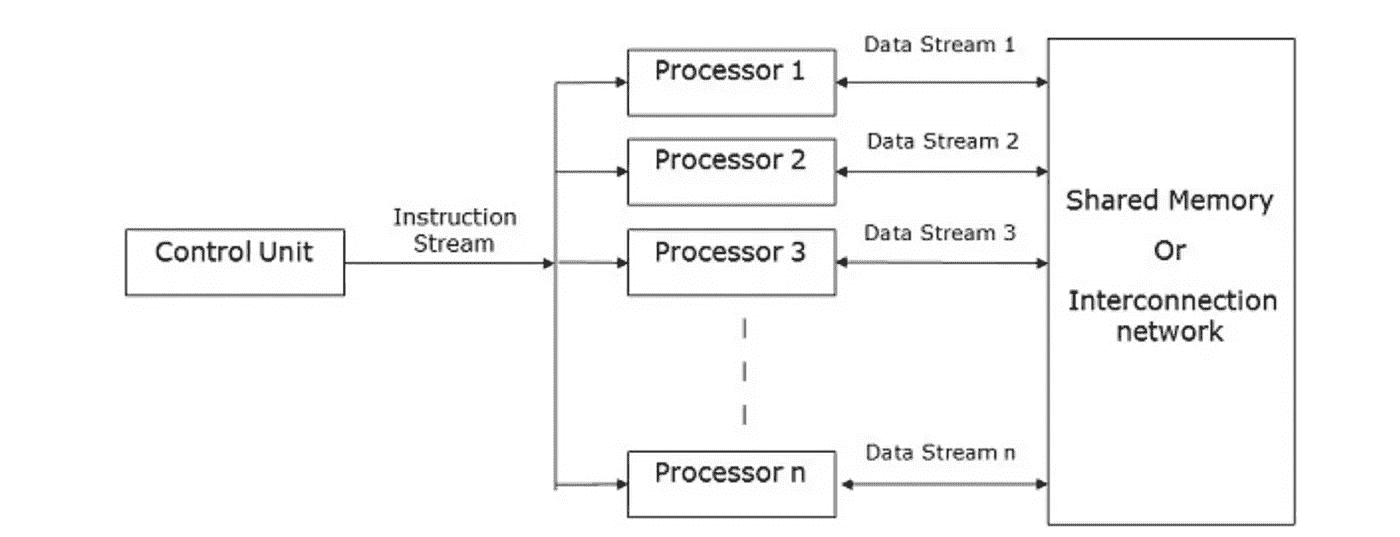 Data Stream 1
Processor 1
Data Stream 2
Processor 2
Shared Memory
Instruction
Stream
Data Stream 3
Control Unit
Processor 3
Or
Interconnection
network
Data Stream n
Processor n